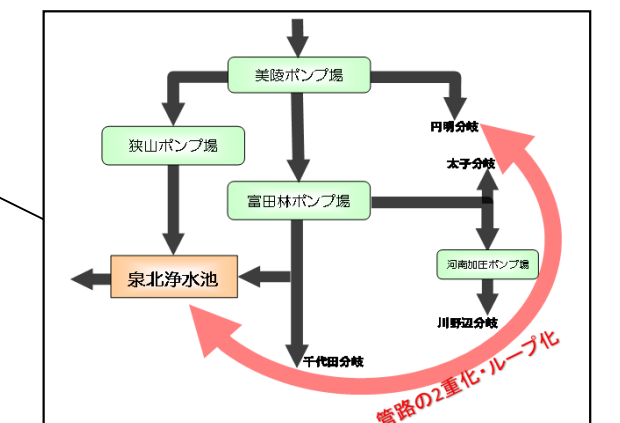 美陵ポンプ場
円明分岐
狭山ポンプ場
太子分岐
富田林ポンプ場
河南加圧ポンプ場
泉北浄水池
川野辺分岐
千代田分岐
管路の2重化・ループ化